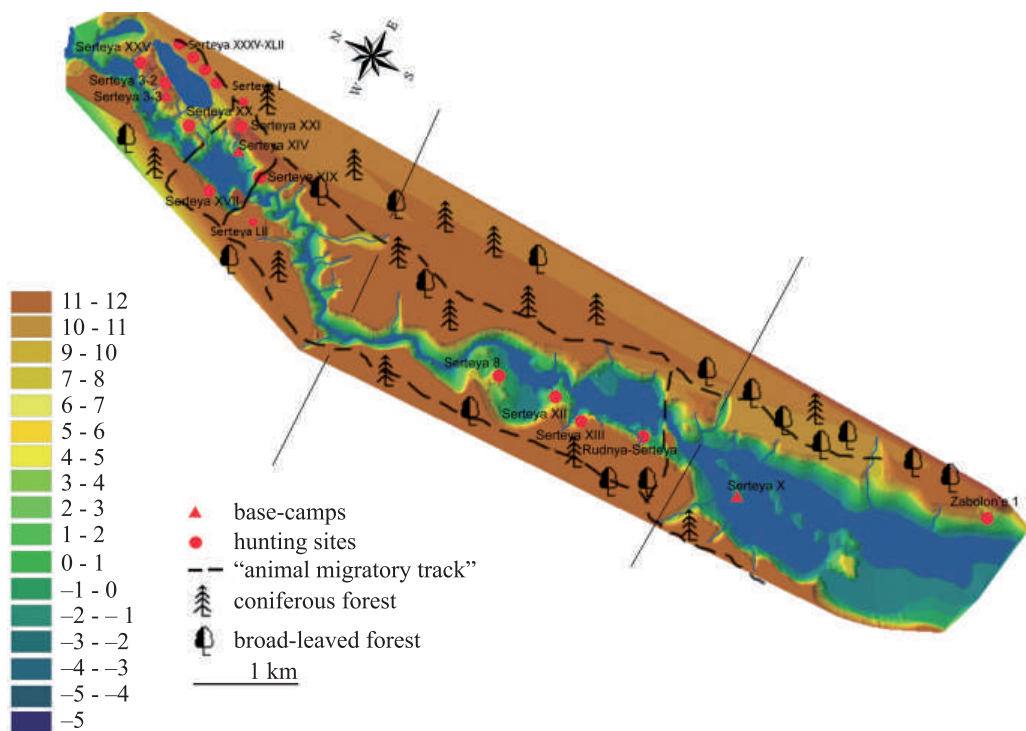 N
E
W
S
Serteya XXV
Serteya XXXV-XLII
Serteya 3-2
Serteya L
Serteya 3-3
Serteya XX
Serteya XXI
Serteya XIV
Serteya XIX
Serteya XVII
Serteya LII
Serteya 8
Serteya XII
Serteya XIII
Rudnya-Serteya
Serteya X
Zabolon's 1
11 - 12
10 - 11
9 - 10
7 - 8
6 - 7
5 - 6
4 - 5
3 - 4
2 - 3
1 - 2
0 - 1
–1 - 0
–2 - – 1
–3 - –2
–4 - –3
–5 - –4
–5
base-camps
hunting sites
“animal migratory track”
coniferous forest
broad-leaved forest
1 km